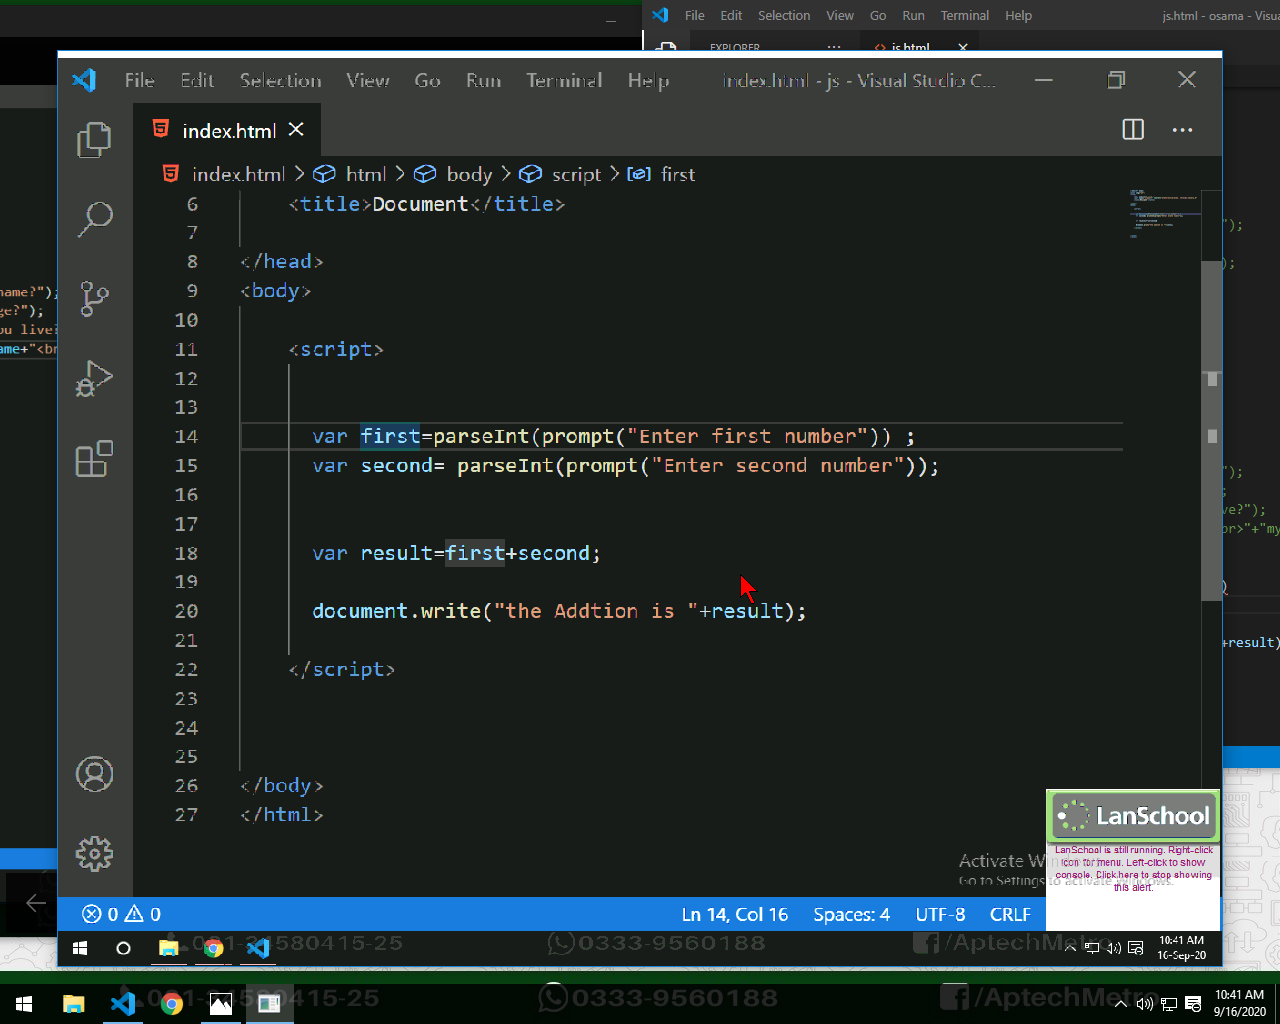 File Edit Selection View Go Run Terminal Help js.html - osama - Visu
EXPLORER ... js.html
File Edit Selection View Go Run Terminal Help index.html - js - Visual Studio C...
index.html
index.html > html > body > script > first
6 <title>Document</title>
7
8 </head>
9 <body>
10
11 <script>
12
13
14 var first=parseInt(prompt("Enter first number")) ;
15 var second= parseInt(prompt("Enter second number"));
16
17
18 var result=first+second;
19
20 document.write("the Addtion is "+result);
21
22 </script>
23
24
25
26 </body>
27 </html>
name?");
ge?");
ou live?
ame+"<br
");
);
");
;
ve?");
or>"+"my
+result)
LanSchool
LanSchool is still running. Right-click
icon for menu. Left-click to show
console. Click here to stop showing
this alert.
Activate Windows
Go to Settings to activate Windows.
0 0 Ln 14, Col 16 Spaces: 4 UTF-8 CRLF
0333-9560188 /AptechMetro
10:41 AM
16-Sep-20
0333-9560188 /AptechMetro
10:41 AM
9/16/2020